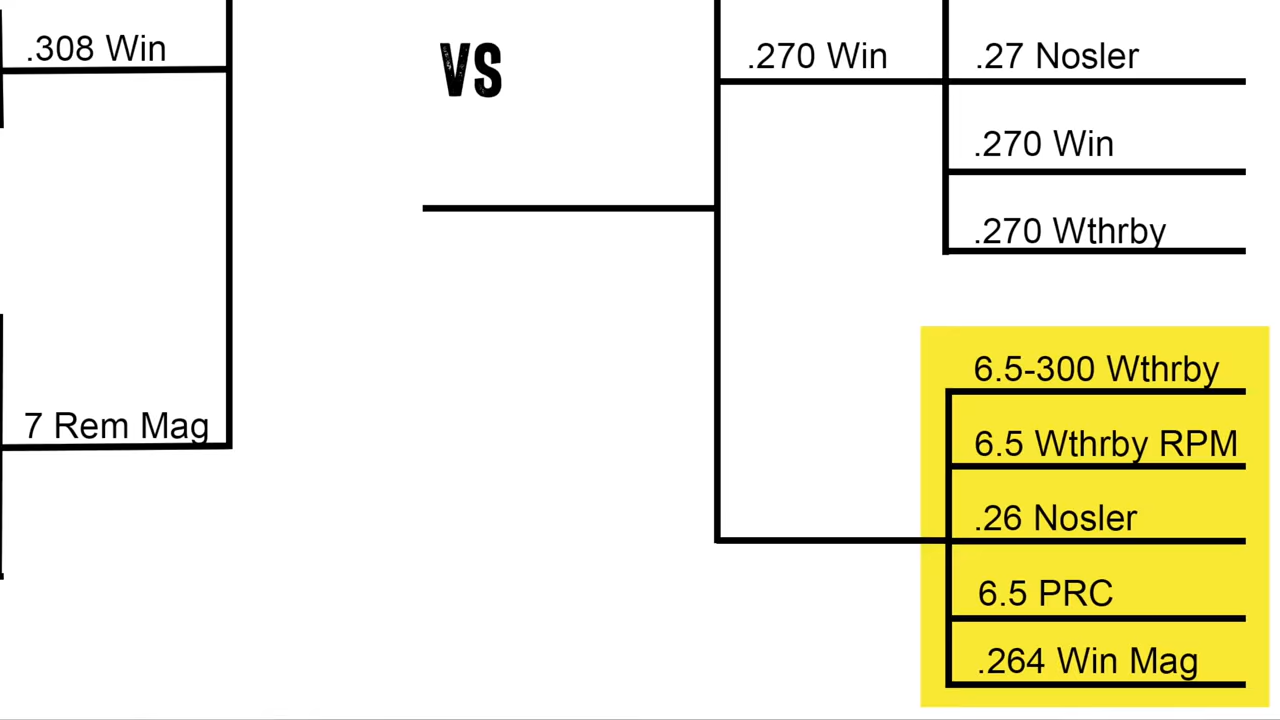 .308 Win
VS
.270 Win
.27 Nosler
.270 Win
.270 Wthrby
6.5-300 Wthrby
7 Rem Mag
6.5 Wthrby RPM
.26 Nosler
6.5 PRC
.264 Win Mag